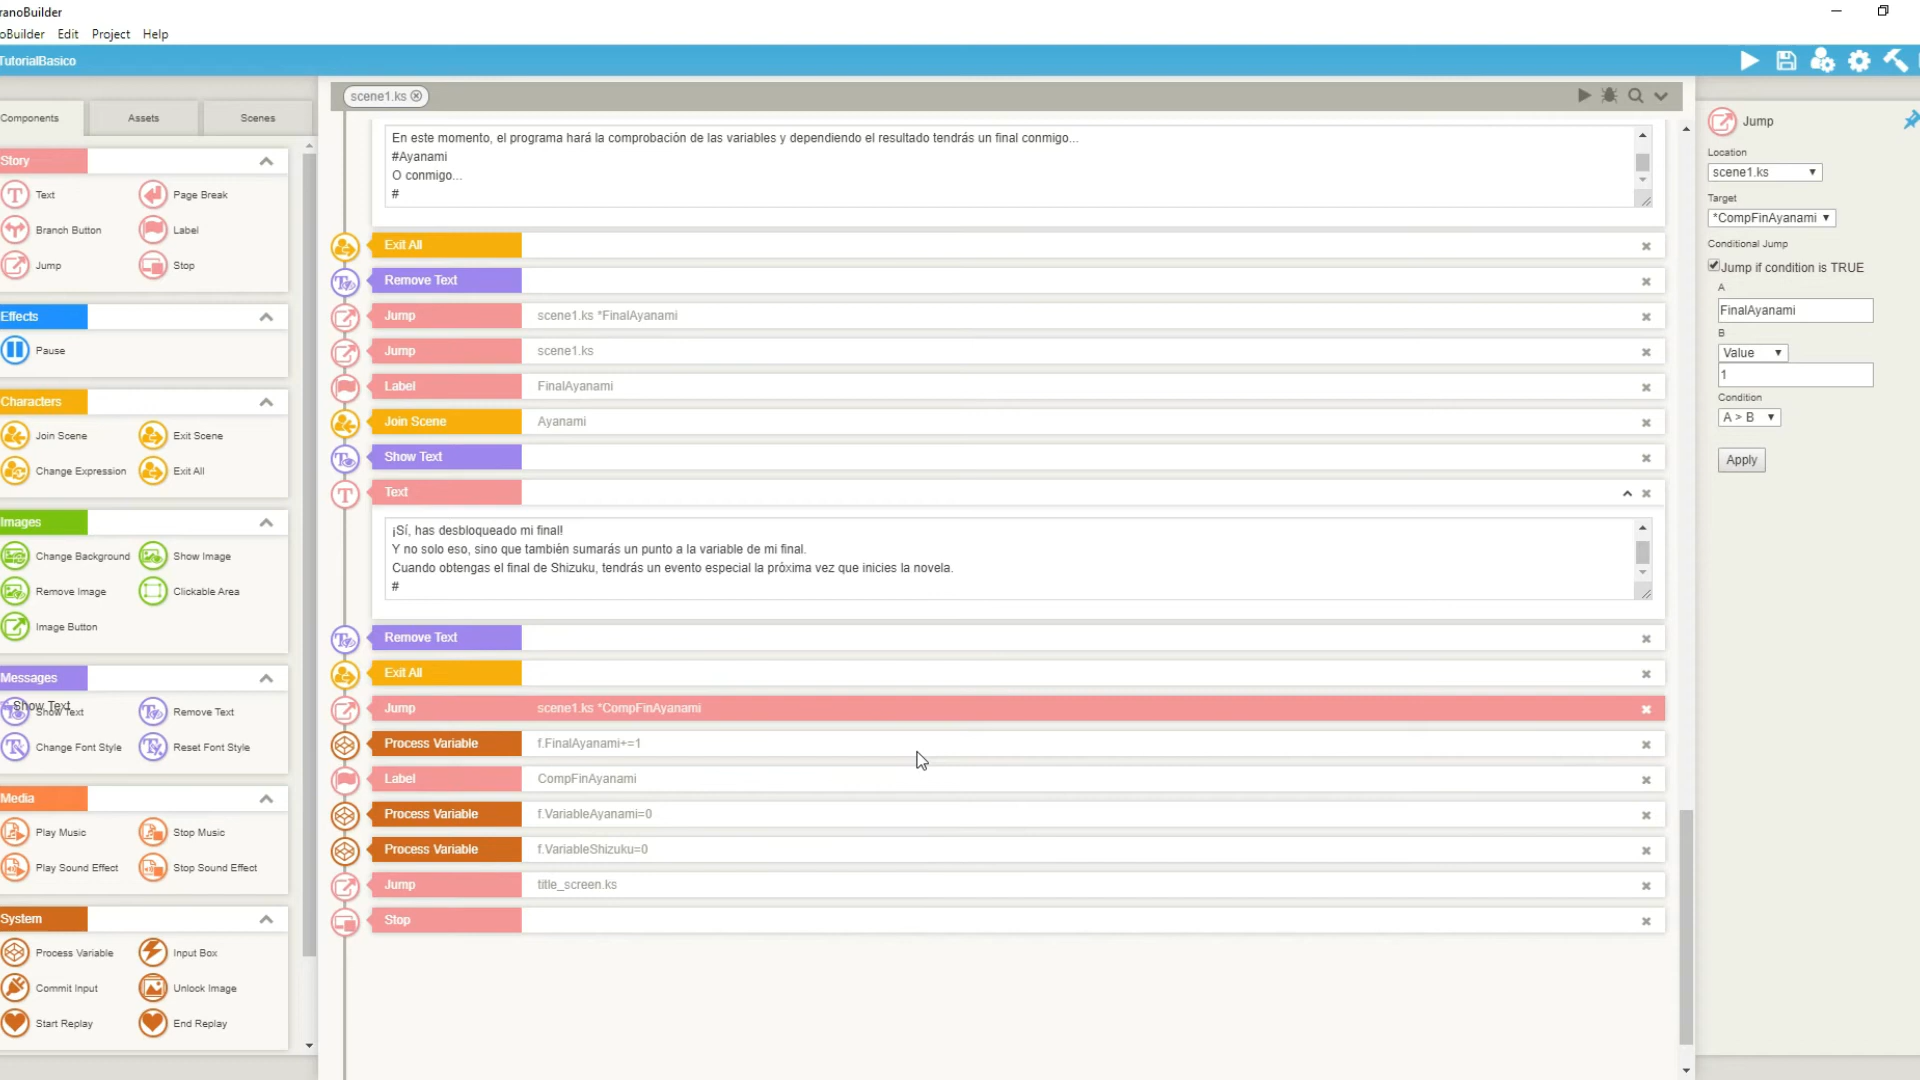 ranoBuilder
oBuilder Edit Project Help
TutorialBasico
Components Assets Scenes
Story
Text Page Break
Branch Button Label
Jump Stop
Effects
Pause
Characters
Join Scene Exit Scene
Change Expression Exit All
Images
Change Background Show Image
Remove Image Clickable Area
Image Button
Messages
Show Text
Show Text Remove Text
Change Font Style Reset Font Style
Media
Play Music Stop Music
Play Sound Effect Stop Sound Effect
System
Process Variable Input Box
Commit Input Unlock Image
Start Replay End Replay
scene1.ks
En este momento, el programa hará la comprobación de las variables y dependiendo el resultado tendrás un final conmigo...
#Ayanami
O conmigo...
#
Exit All
Remove Text
Jump scene1.ks *FinalAyanami
Jump scene1.ks
Label FinalAyanami
Join Scene Ayanami
Show Text
Text
¡Sí, has desbloqueado mi final!
Y no solo eso, sino que también sumarás un punto a la variable de mi final.
Cuando obtengas el final de Shizuku, tendrás un evento especial la próxima vez que inicies la novela.
#
Remove Text
Exit All
Jump scene1.ks *CompFinAyanami
Process Variable f.FinalAyanami+=1
Label CompFinAyanami
Process Variable f.VariableAyanami=0
Process Variable f.VariableShizuku=0
Jump title_screen.ks
Stop
Jump
Location
scene1.ks
Target
*CompFinAyanami
Conditional Jump
Jump if condition is TRUE
A
FinalAyanami
B
Value
1
Condition
A > B
Apply